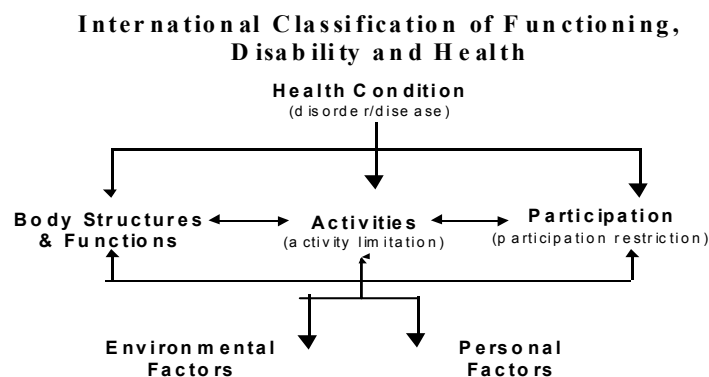 International Classification of Functioning,
Disability and Health
Health Condition
(disorder/disease)
Body Structures
& Functions
Activities
(activity limitation)
Participation
(participation restriction)
Environmental
Factors
Personal
Factors